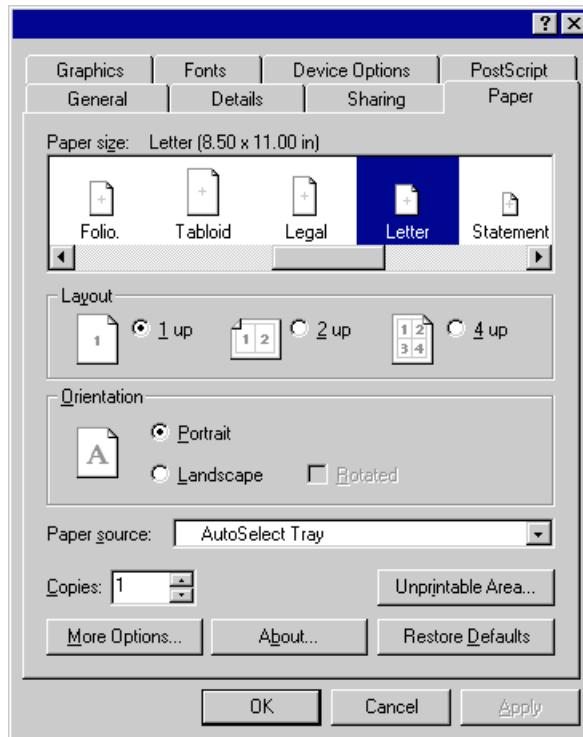 Graphics Fonts Device Options PostScript
General Details Sharing Paper
Paper size: Letter (8.50 x 11.00 in)
Folio. Tabloid Legal Letter Statement
Layout
1 1 up 1 2 2 up 1 2 3 4 4 up
Orientation
A Portrait
Landscape Rotated
Paper source: AutoSelect Tray
Copies: 1 Unprintable Area...
More Options... About... Restore Defaults
OK Cancel Apply